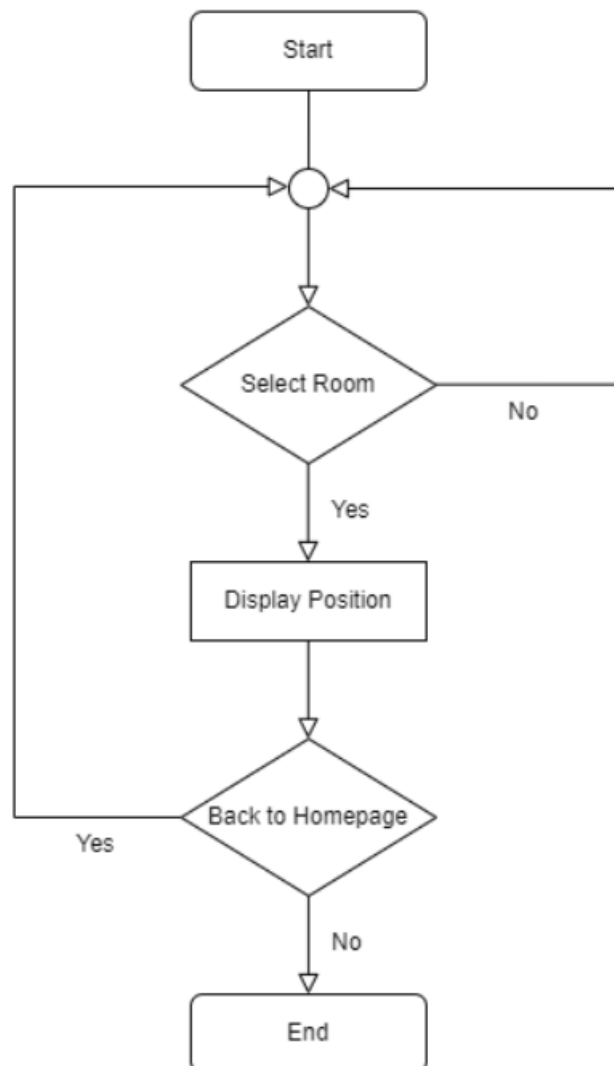 Start
Select Room
No
Yes
Display Position
Back to Homepage
Yes
No
End